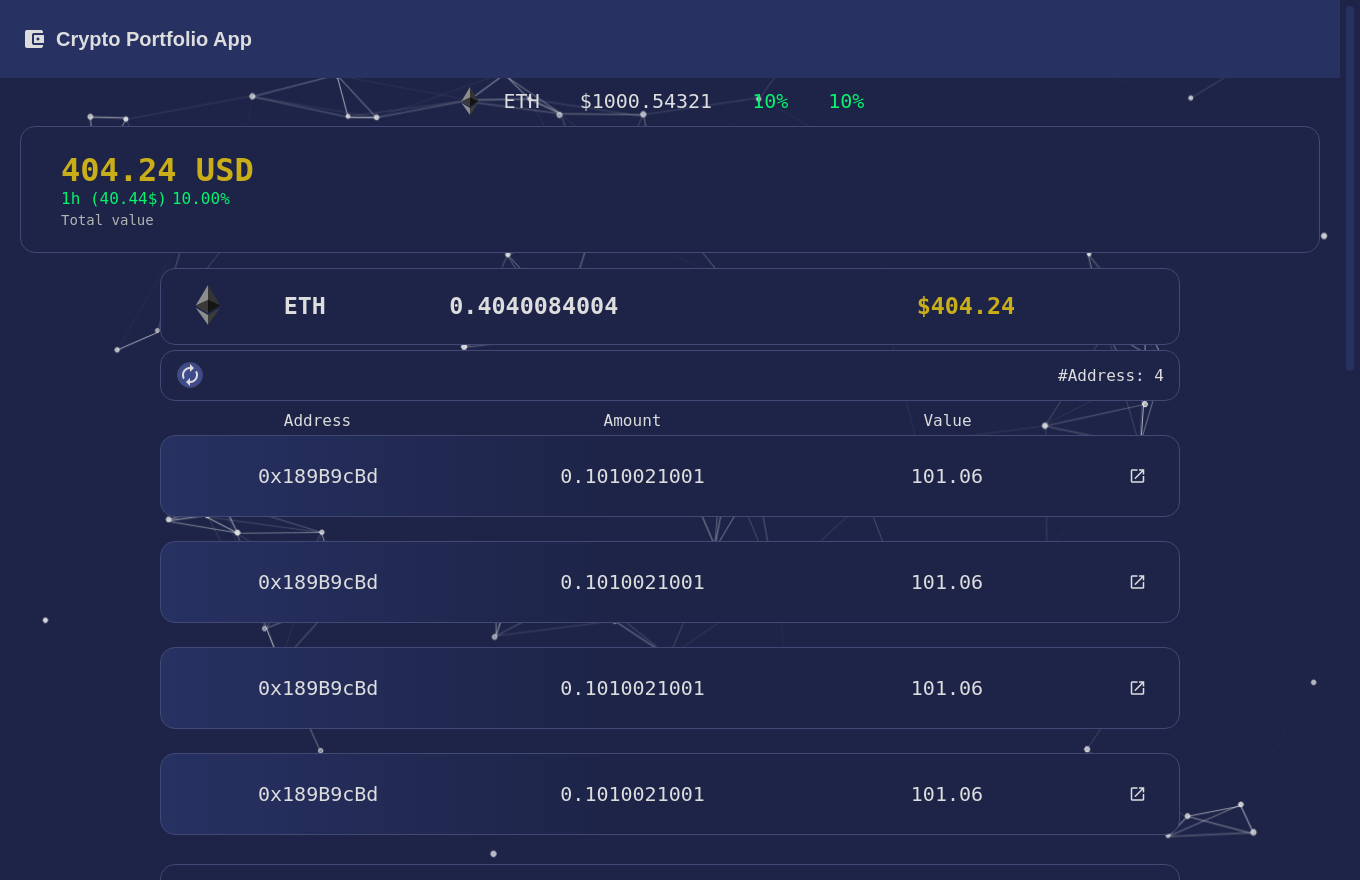 Crypto Portfolio App
ETH $1000.54321 10% 10%
404.24 USD
1h (40.44$) 10.00%
Total value
ETH 0.4040084004 $404.24
#Address: 4
Address Amount Value
0x189B9cBd 0.1010021001 101.06
0x189B9cBd 0.1010021001 101.06
0x189B9cBd 0.1010021001 101.06
0x189B9cBd 0.1010021001 101.06